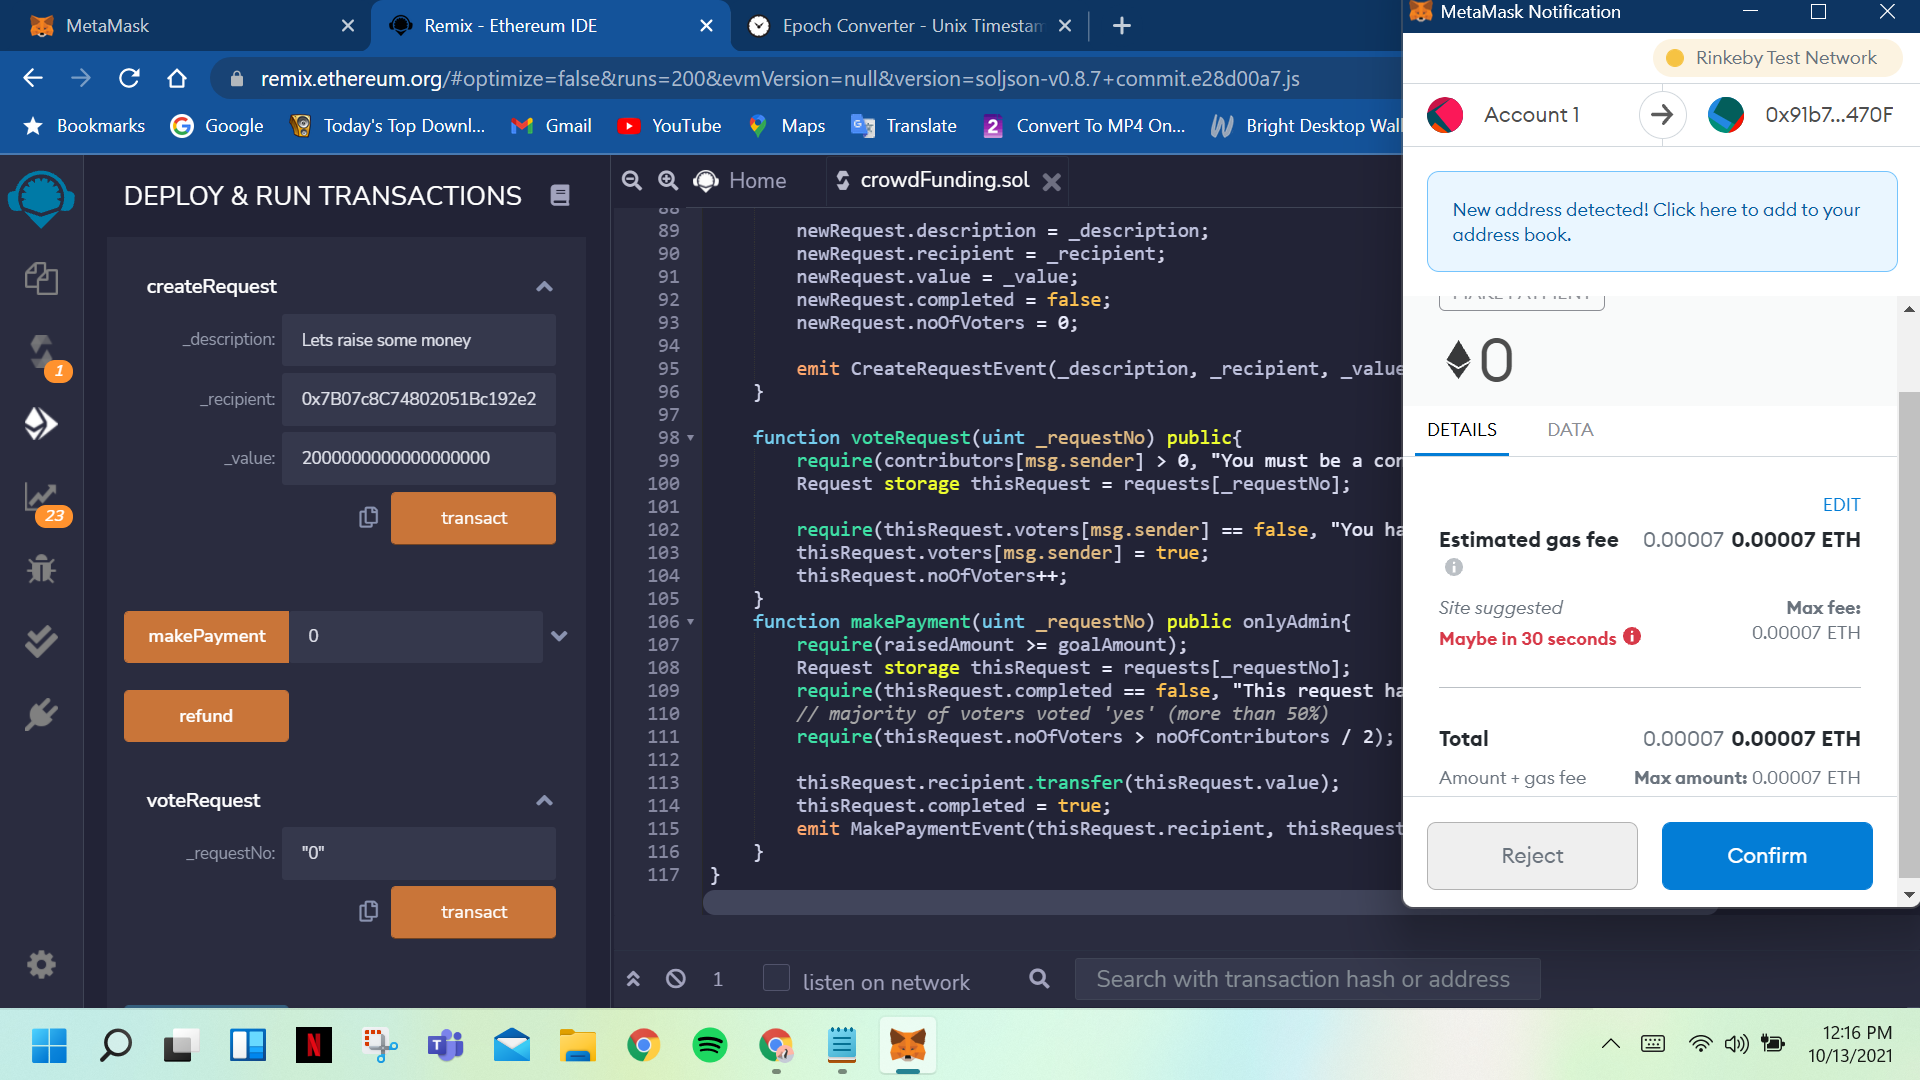 MetaMask
Remix - Ethereum IDE
Epoch Converter - Unix Timestam
MetaMask Notification
remix.ethereum.org/#optimize=false&runs=200&evmVersion=null&version=soljson-v0.8.7+commit.e28d00a7.js
Bookmarks
Google
Today's Top Downl...
Gmail
YouTube
Maps
Translate
2
Convert To MP4 On...
Bright Desktop Wal
DEPLOY & RUN TRANSACTIONS
1
23
createRequest
_description:
Lets raise some money
_recipient:
0x7B07c8C74802051Bc192e2
_value:
2000000000000000000
transact
makePayment
0
refund
voteRequest
_requestNo:
"0"
transact
Home
crowdFunding.sol
88
89 newRequest.description = _description;
90 newRequest.recipient = _recipient;
91 newRequest.value = _value;
92 newRequest.completed = false;
93 newRequest.noOfVoters = 0;
94
95 emit CreateRequestEvent(_description, _recipient, _value
96 }
97
98 function voteRequest(uint _requestNo) public{
99 require(contributors[msg.sender] > 0, "You must be a con
100 Request storage thisRequest = requests[_requestNo];
101
102 require(thisRequest.voters[msg.sender] == false, "You ha
103 thisRequest.voters[msg.sender] = true;
104 thisRequest.noOfVoters++;
105 }
106 function makePayment(uint _requestNo) public onlyAdmin{
107 require(raisedAmount >= goalAmount);
108 Request storage thisRequest = requests[_requestNo];
109 require(thisRequest.completed == false, "This request ha
110 // majority of voters voted 'yes' (more than 50%)
111 require(thisRequest.noOfVoters > noOfContributors / 2);
112
113 thisRequest.recipient.transfer(thisRequest.value);
114 thisRequest.completed = true;
115 emit MakePaymentEvent(thisRequest.recipient, thisRequest
116 }
117 }
1
listen on network
Search with transaction hash or address
Rinkeby Test Network
Account 1
0x91b7...470F
New address detected! Click here to add to your
address book.
MAKE PAYMENT
0
DETAILS
DATA
EDIT
Estimated gas fee
0.00007 0.00007 ETH
Site suggested
Max fee:
Maybe in 30 seconds
0.00007 ETH
Total
0.00007 0.00007 ETH
Amount + gas fee
Max amount: 0.00007 ETH
Reject
Confirm
N
T
12:16 PM
10/13/2021